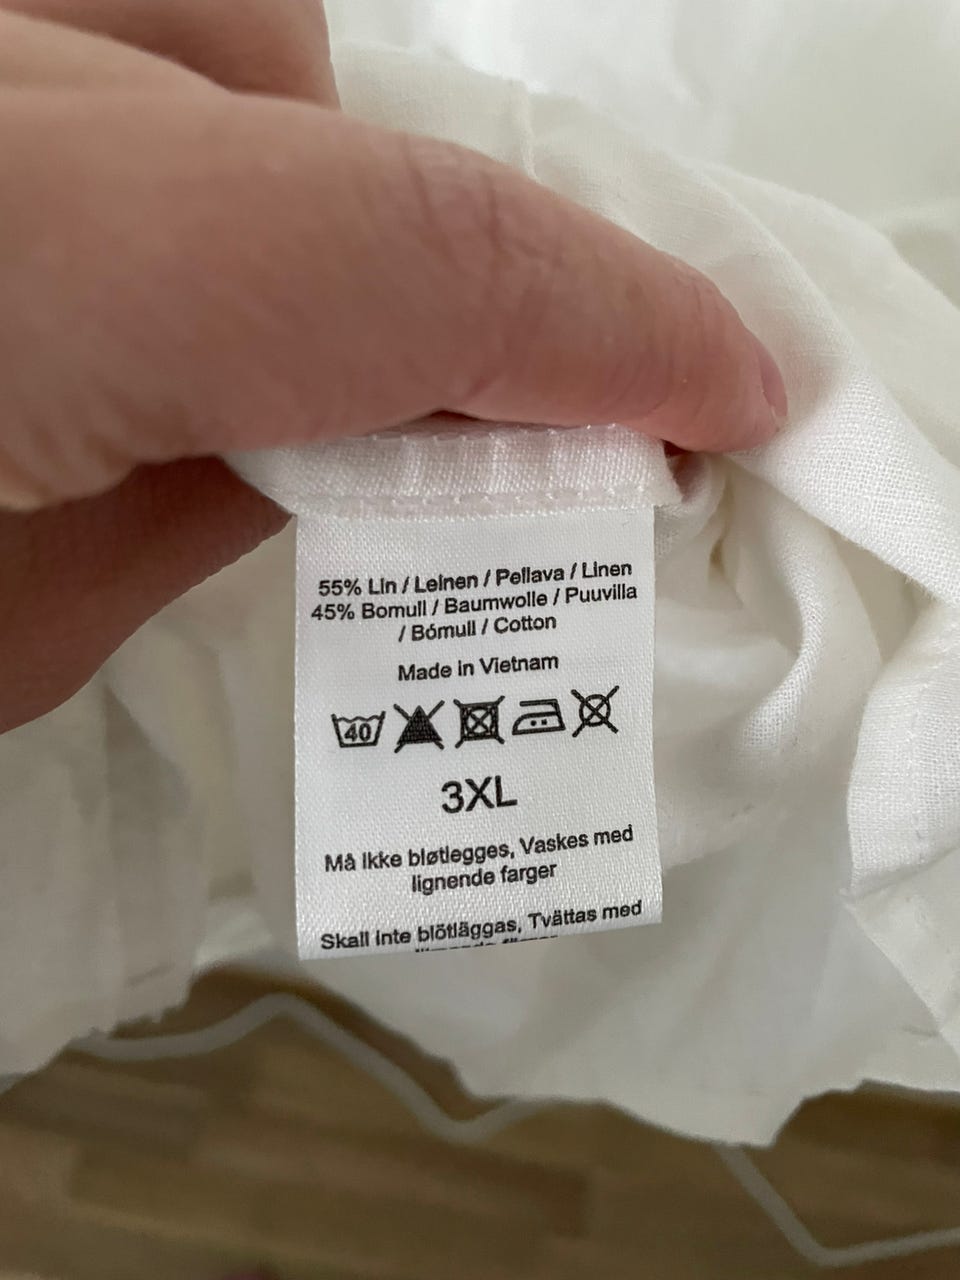 55% Lin / Leinen / Pellava / Linen
45% Bomull / Baumwolle / Puuvilla
/ Bómull / Cotton
Made in Vietnam
40
3XL
Må ikke bløtlegges, Vaskes med
lignende farger
Skall inte blötläggas, Tvättas med